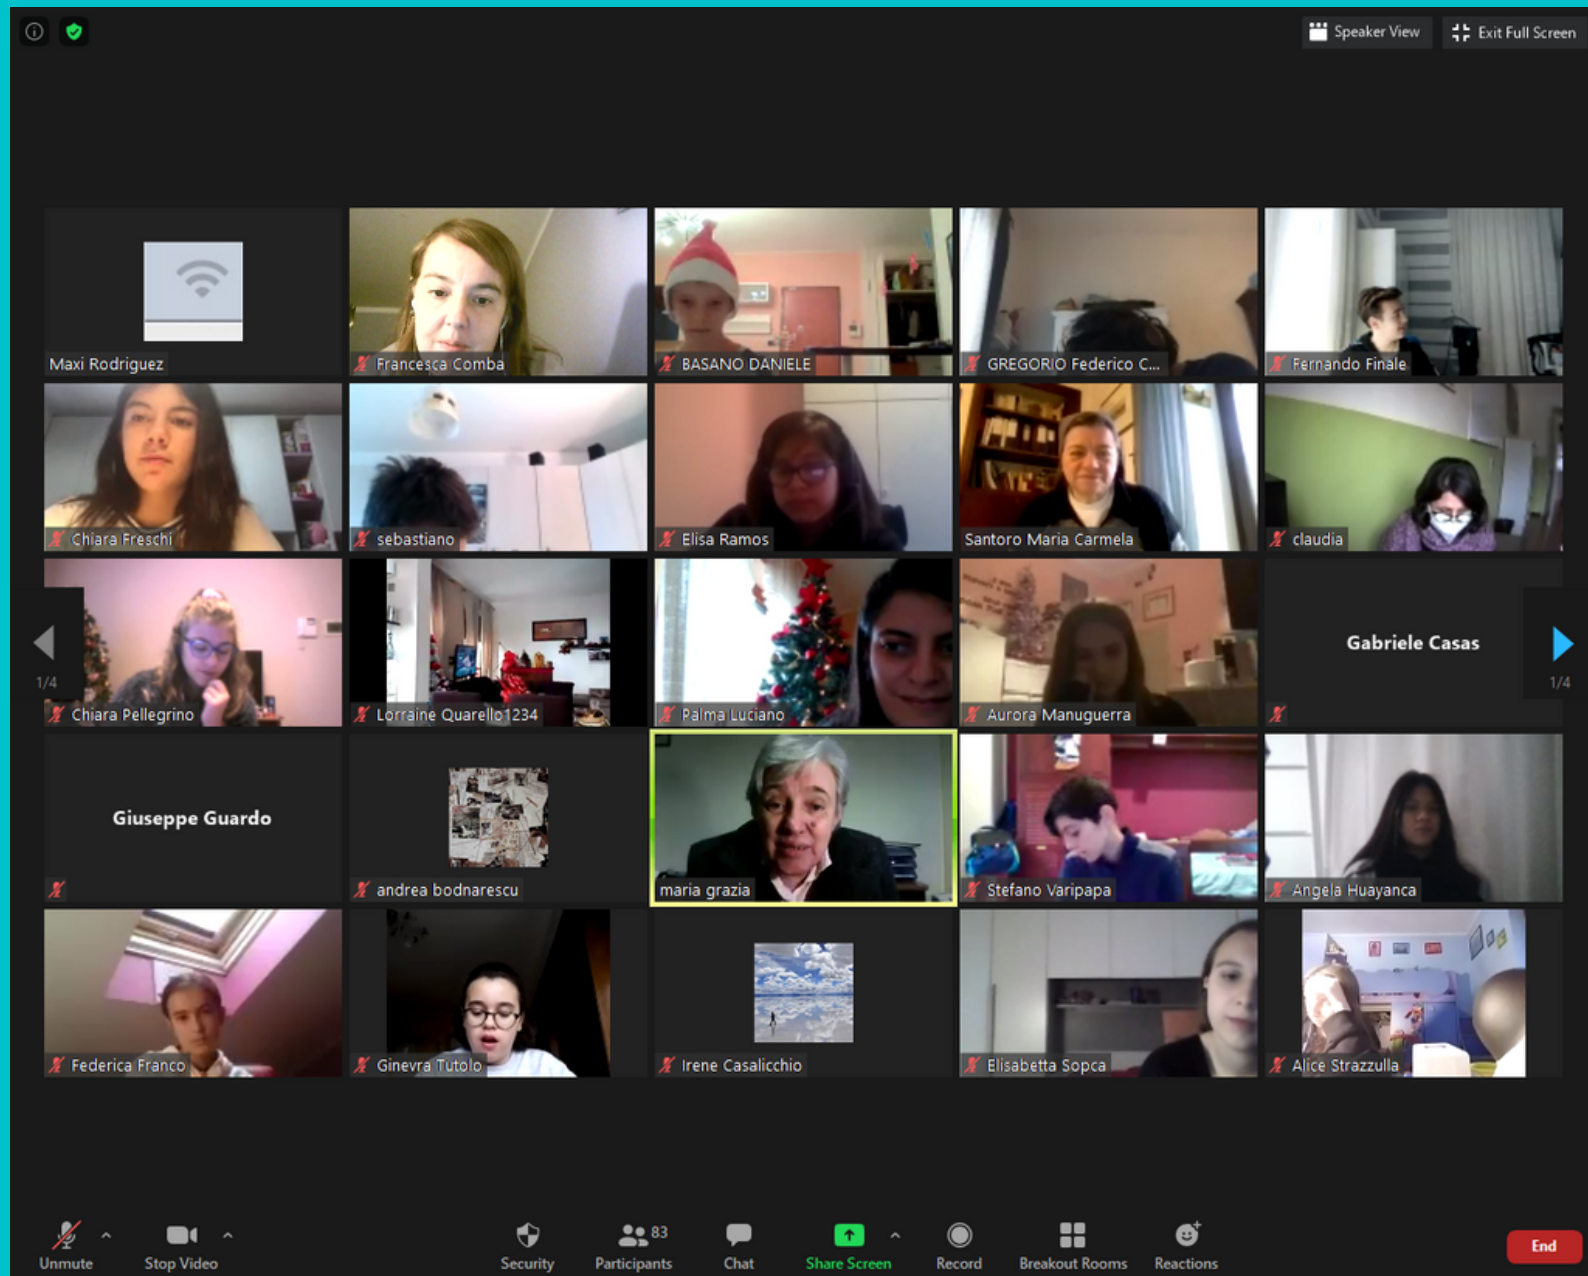 Speaker View
Exit Full Screen
Maxi Rodriguez
Francesca Comba
BASANO DANIELE
GREGORIO Federico C...
Fernando Finale
Chiara Freschi
sebastiano
Elisa Ramos
Santoro Maria Carmela
claudia
Chiara Pellegrino
Lorraine Quarello1234
Palma Luciano
Aurora Manuguerra
Gabriele Casas
1/4
1/4
Giuseppe Guardo
andrea bodnarescu
maria grazia
Stefano Varipapa
Angela Huayanca
Federica Franco
Ginevra Tutolo
Irene Casalicchio
Elisabetta Sopca
Alice Strazzulla
Unmute
Stop Video
Security
Participants
83
Chat
Share Screen
Record
Breakout Rooms
Reactions
End